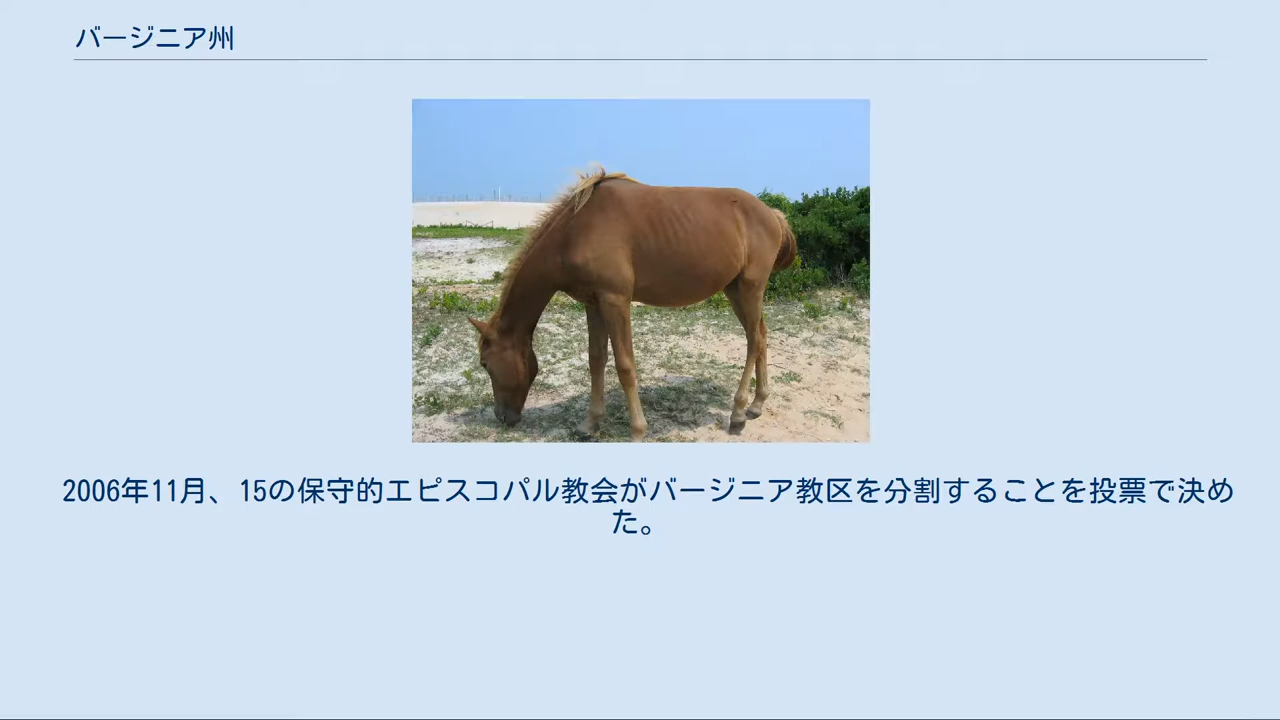 バージニア州
2006年11月、15の保守的エピスコパル教会がバージニア教区を分割することを投票で決め
た。